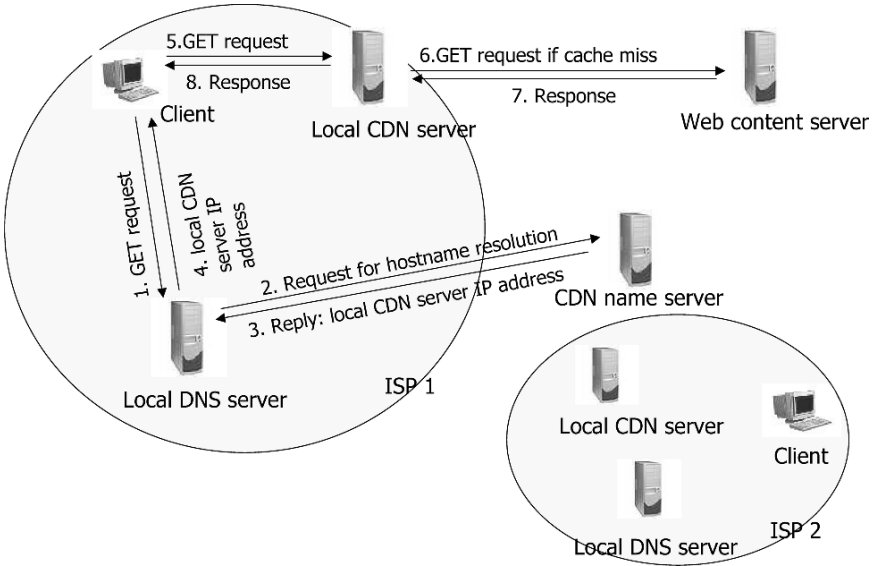 5.GET request
8. Response
Client
Local CDN server
6.GET request if cache miss
7. Response
Web content server
1. GET request
4. local CDN
server IP
address
2. Request for hostname resolution
3. Reply: local CDN server IP address
CDN name server
Local DNS server
ISP 1
Local CDN server
Client
Local DNS server
ISP 2